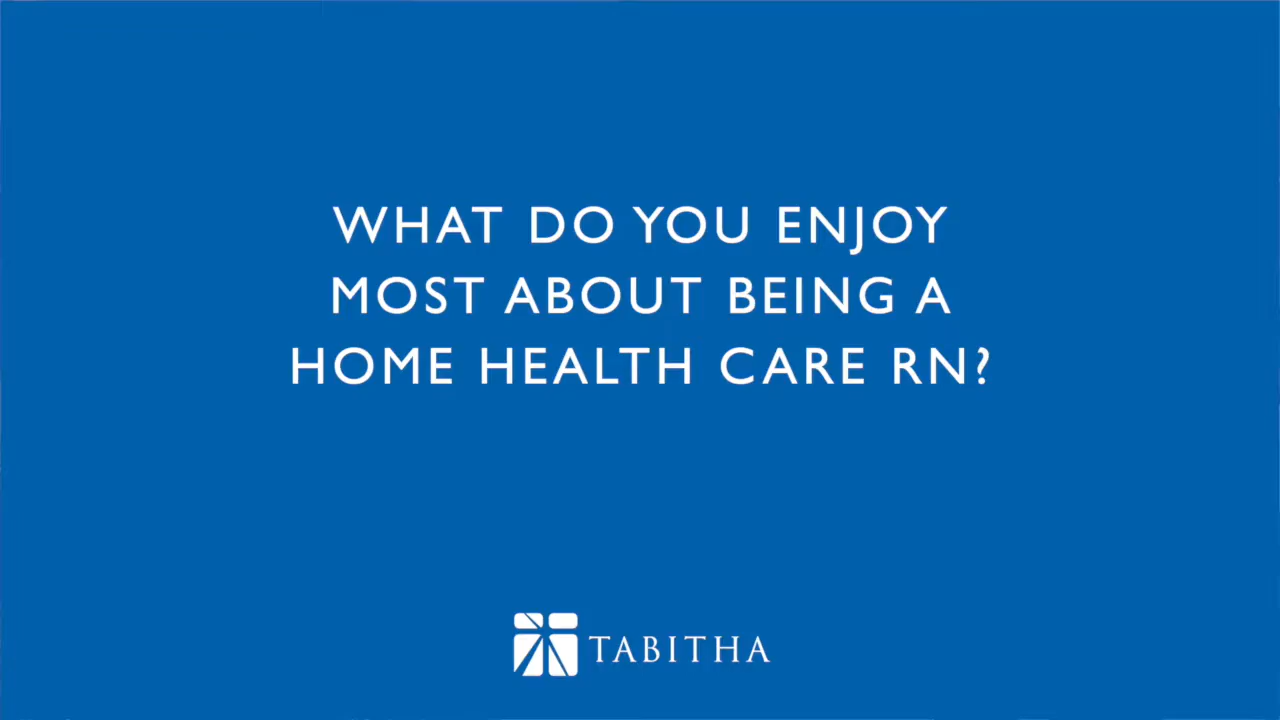 WHAT DO YOU ENJOY
MOST ABOUT BEING A
HOME HEALTH CARE RN?
TABITHA